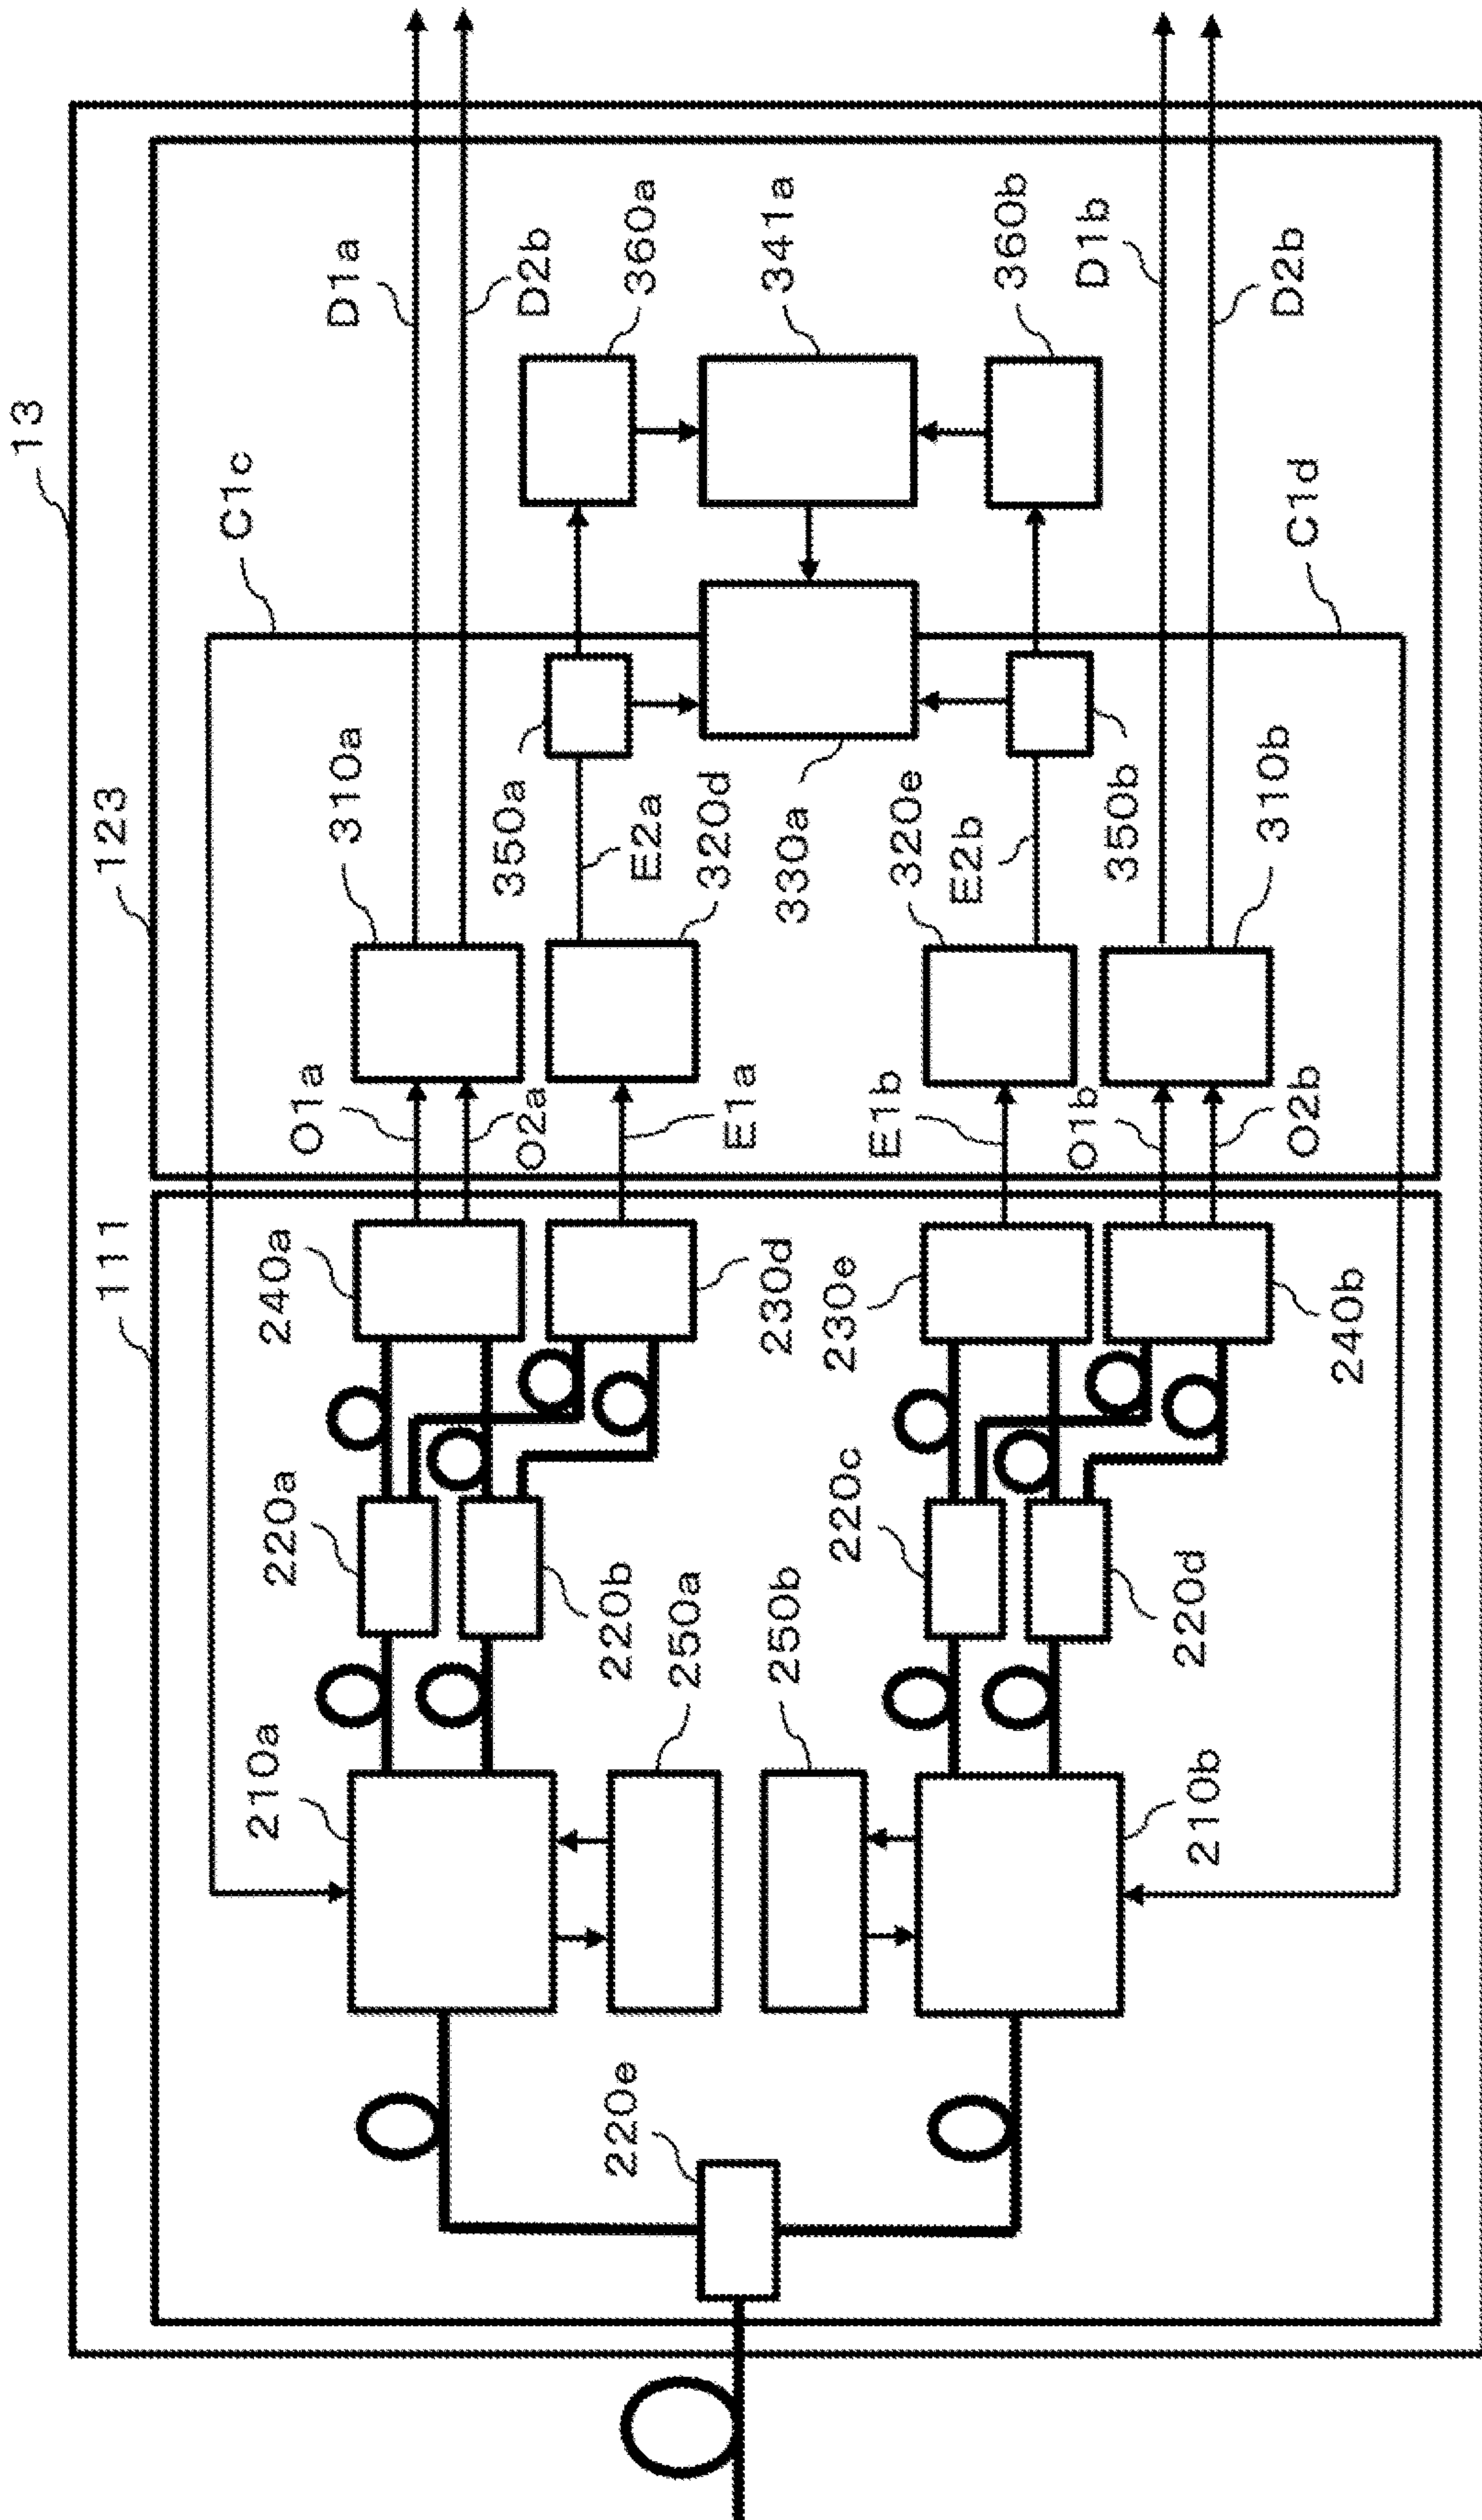 13
123
111
D1a
D2b
360a
341a
360b
D1b
D2b
C1c
C1d
310a
350a
E2a
320d
330a
320e
E2b
350b
310b
O1a
O2a
E1a
E1b
O1b
O2b
240a
230d
230e
240b
220a
220b
250a
250b
220c
220d
210a
210b
220e